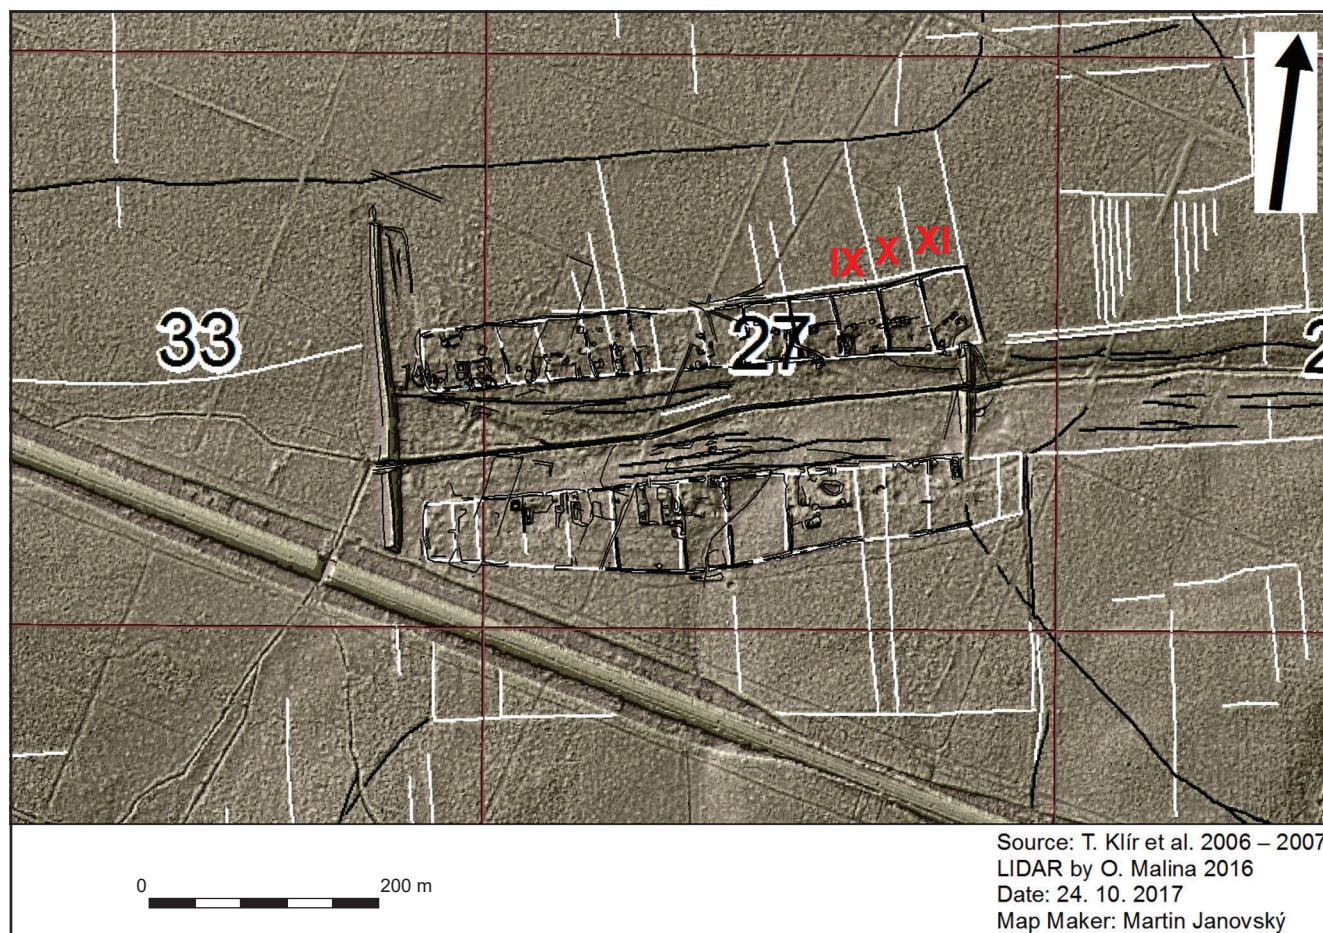 IX X XI
33
27
2
0 200 m
Source: T. Klír et al. 2006 – 2007
LIDAR by O. Malina 2016
Date: 24. 10. 2017
Map Maker: Martin Janovský